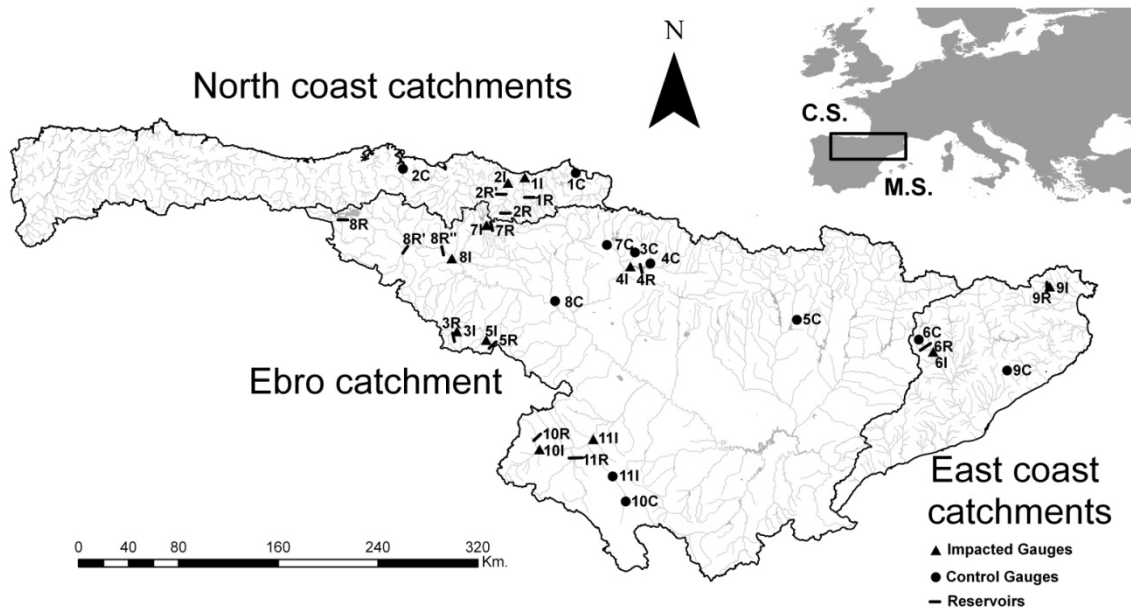 N
North coast catchments
C.S.
M.S.
2C
2I
1I
1C
2R'
1R
2R
8R
7I
7R
8R'
8R''
8I
7C
3C
4C
4I
4R
8C
5C
9R
9I
3R
3I
5I
5R
6C
6R
6I
9C
Ebro catchment
10R
10I
11I
11R
11I
10C
East coast
catchments
Impacted Gauges
Control Gauges
Reservoirs
0 40 80 160 240 320
Km.